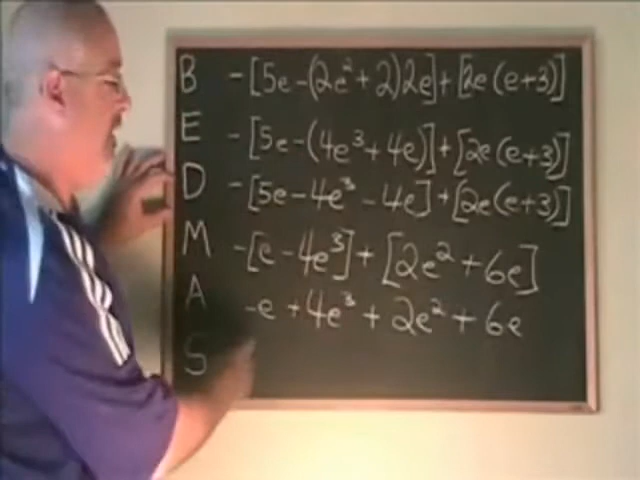 B -[5e-(2e²+2)2e]+[2e(e+3)]
E -[5e-(4e³+4e)]+[2e(e+3)]
D -[5e-4e³-4e]+[2e(e+3)]
M -[e-4e³]+[2e²+6e]
A -e+4e³+2e²+6e
S